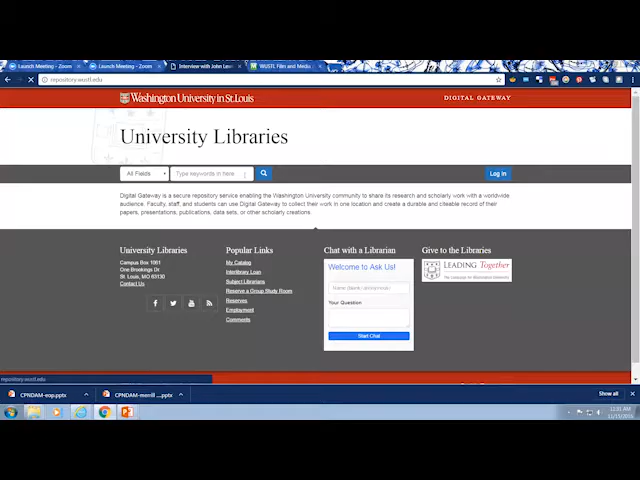 Launch Meeting - Zoom
Launch Meeting - Zoom
Interview with John Lew
WUSTL Film and Media
repository.wustl.edu
Washington University in St. Louis
DIGITAL GATEWAY
University Libraries
All Fields
Type keywords in here
Log in
Digital Gateway is a secure repository service enabling the Washington University community to share its research and scholarly work with a worldwide
audience. Faculty, staff, and students can use Digital Gateway to collect their work in one location and create a durable and citeable record of their
papers, presentations, publications, data sets, or other scholarly creations.
University Libraries
Campus Box 1061
One Brookings Dr.
St. Louis, MO 63130
Contact Us
Popular Links
My Catalog
Interlibrary Loan
Subject Librarians
Reserve a Group Study Room
Reserves
Employment
Comments
Chat with a Librarian
Welcome to Ask Us!
Your Question
Start Chat
Give to the Libraries
LEADING Together
repository.wustl.edu
CPNDAM-eop.pptx
CPNDAM-merrill ....pptx
Show all
12:31 AM
11/15/2016